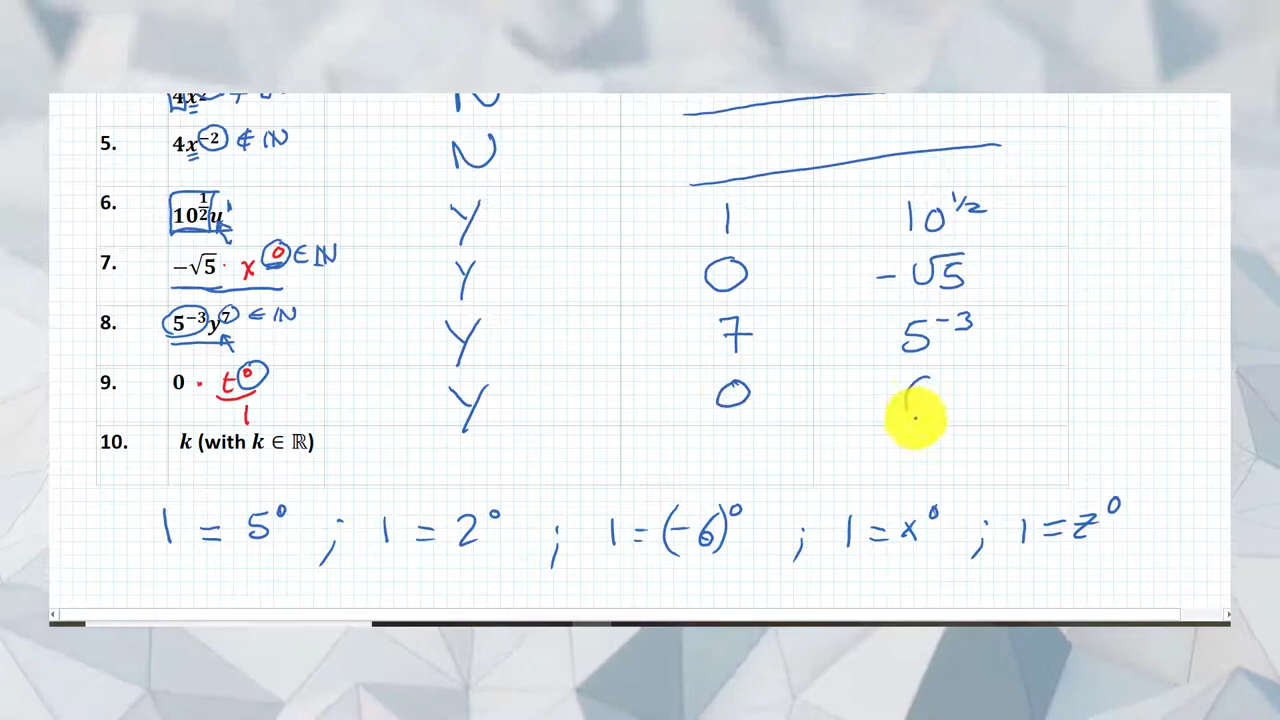 5. 4x⁻² ∉ ℕ N
6. 10^½ u¹ Y 1 10^1/2
7. −√5 · x⁰ ∈ ℕ Y 0 −√5
8. 5⁻³y⁷ ∈ ℕ Y 7 5⁻³
9. 0 · t⁰ Y 0
1
10. k (with k ∈ ℝ)
1 = 5⁰ ; 1 = 2⁰ ; 1 = (−6)⁰ ; 1 = x⁰ ; 1 = z⁰